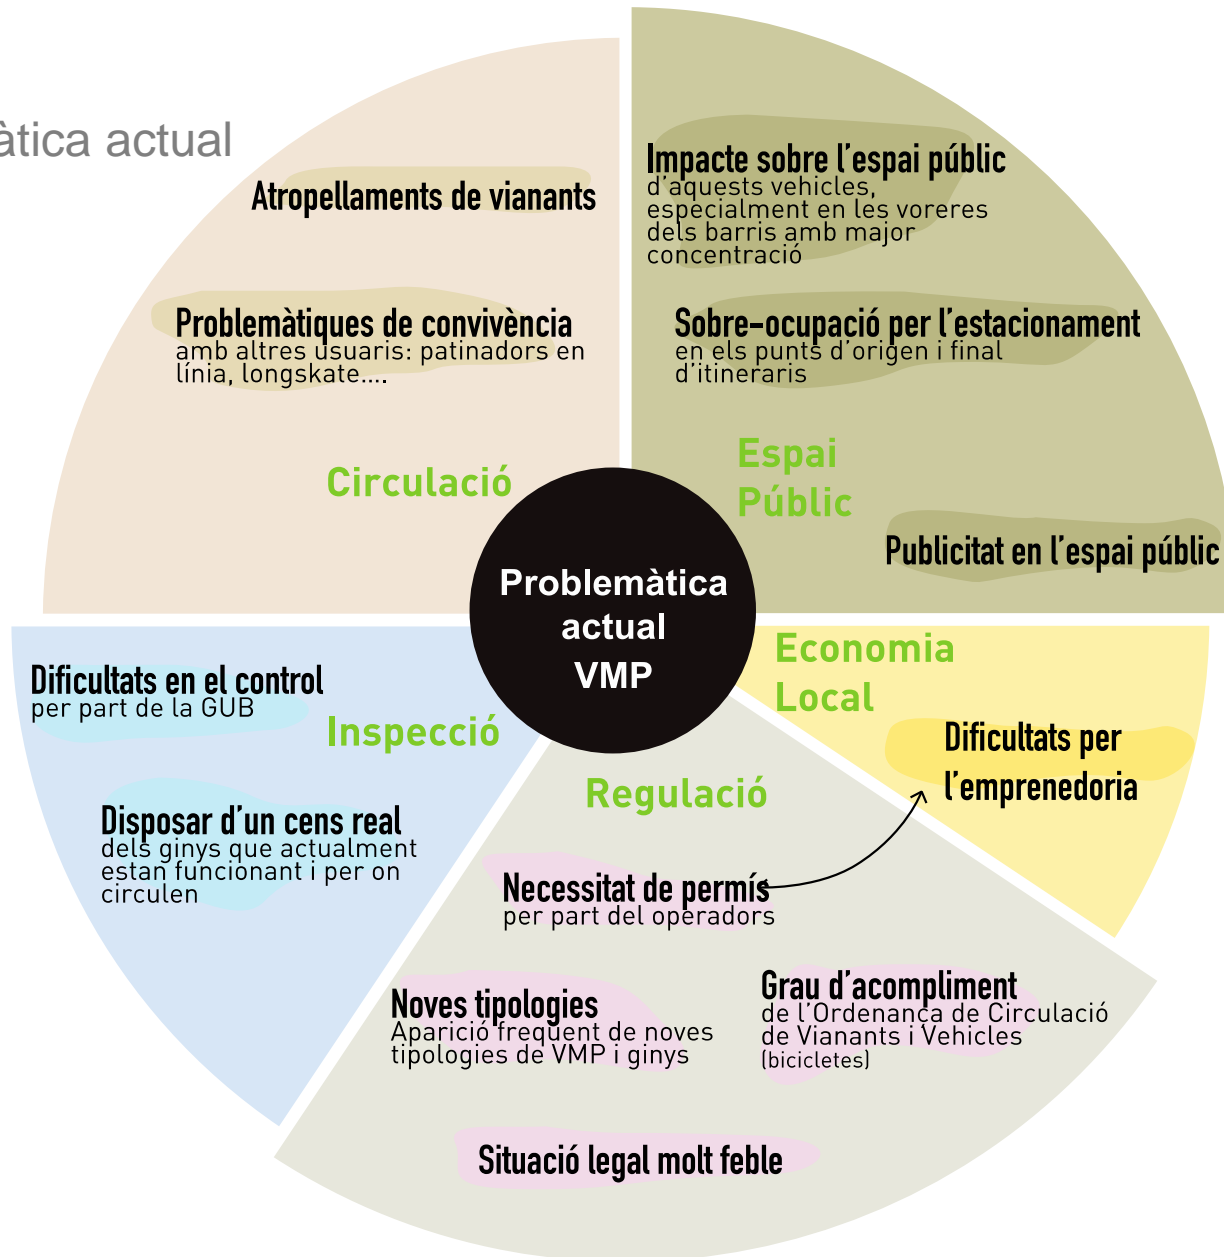 àtica actual
Atropellaments de vianants
Problemàtiques de convivència
amb altres usuaris: patinadors en
línia, longskate....
Circulació
Impacte sobre l'espai públic
d'aquests vehicles,
especialment en les voreres
dels barris amb major
concentració
Sobre-ocupació per l'estacionament
en els punts d'origen i final
d'itineraris
Espai
Públic
Publicitat en l'espai públic
Problemàtica
actual
VMP
Economia
Local
Dificultats per
l'emprenedoria
Dificultats en el control
per part de la GUB
Inspecció
Disposar d'un cens real
dels ginys que actualment
estan funcionant i per on
circulen
Regulació
Necessitat de permís
per part del operadors
Noves tipologies
Aparició freqüent de noves
tipologies de VMP i ginys
Grau d'acompliment
de l'Ordenança de Circulació
de Vianants i Vehicles
(bicicletes)
Situació legal molt feble